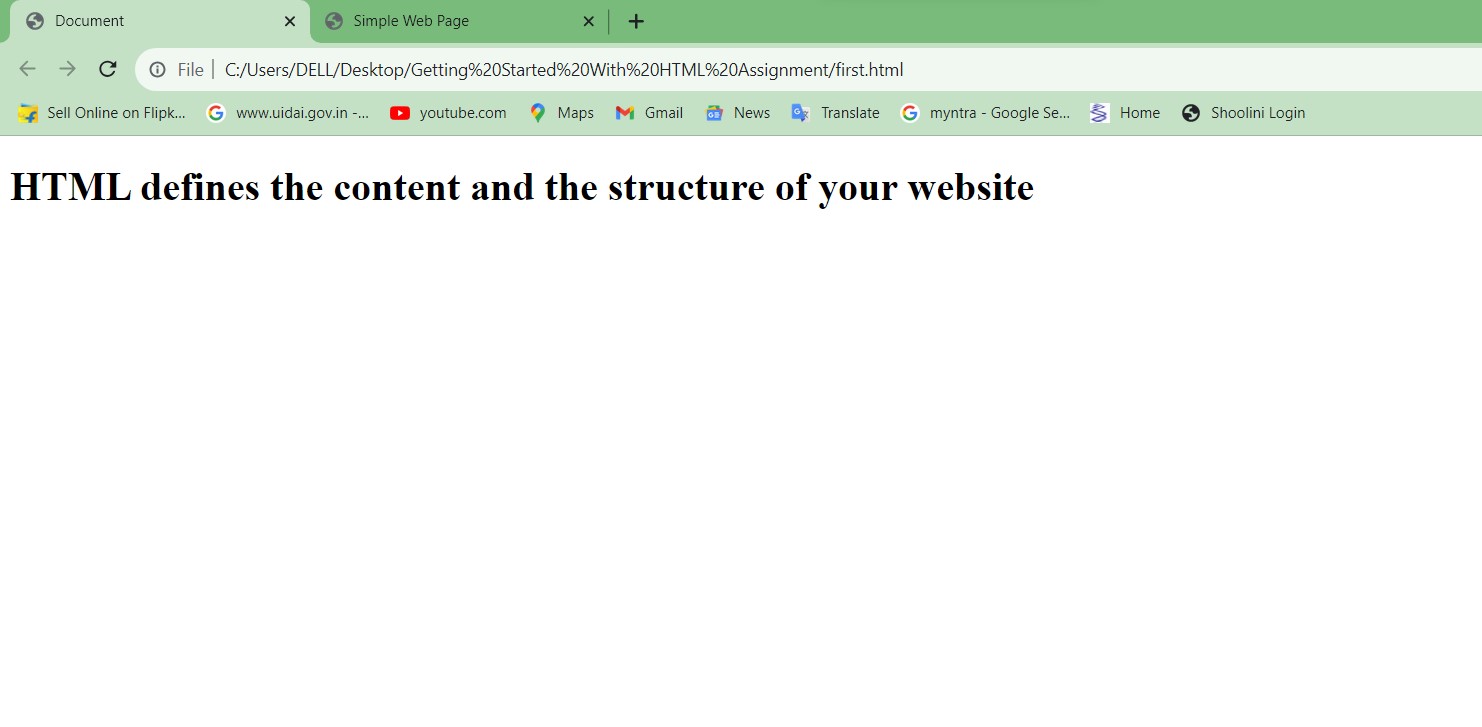 Document
Simple Web Page
File | C:/Users/DELL/Desktop/Getting%20Started%20With%20HTML%20Assignment/first.html
Sell Online on Flipk... www.uidai.gov.in -... youtube.com Maps Gmail News Translate myntra - Google Se... Home Shoolini Login
HTML defines the content and the structure of your website